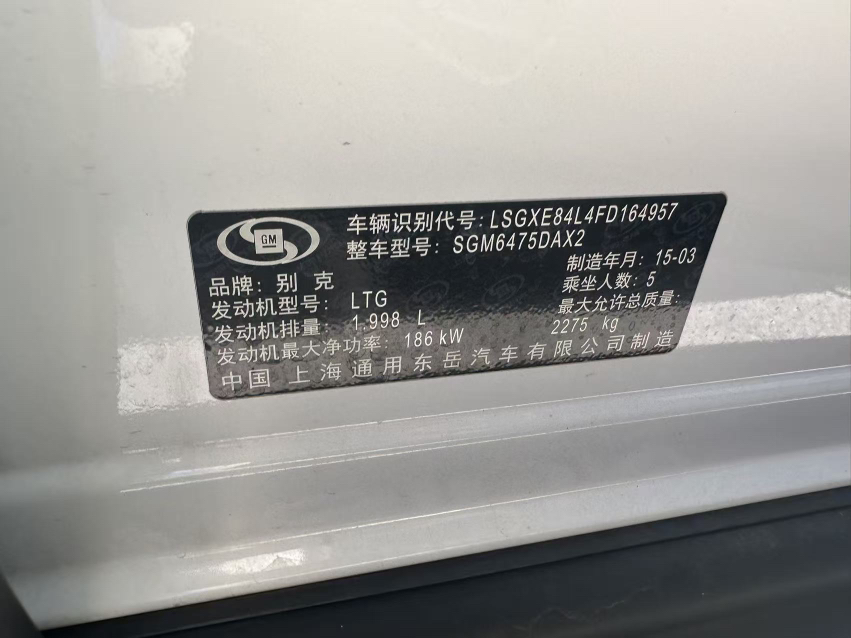 GM
车辆识别代号: LSGXE84L4FD164957
整车型号: SGM6475DAX2
制造年月: 15-03
品牌: 别 克
乘坐人数: 5
发动机型号: LTG
最大允许总质量:
发动机排量: 1.998 L
2275 kg
发动机最大净功率: 186 kW
中国 上海通用东岳汽车有限公司制造